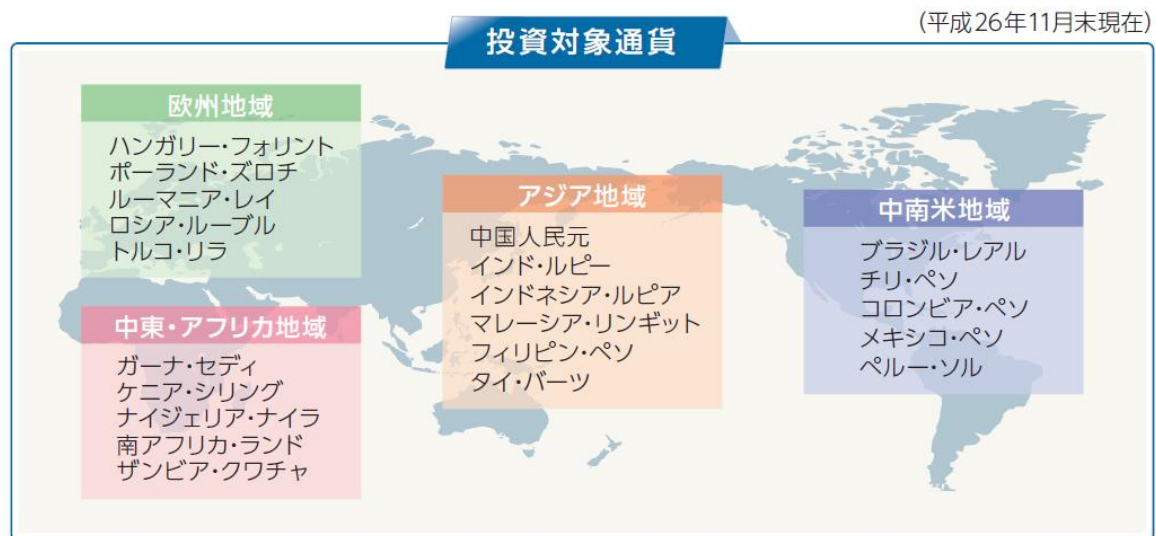 (平成26年11月末現在)
投資対象通貨
欧州地域
ハンガリー・フォリント
ポーランド・ズロチ
ルーマニア・レイ
ロシア・ルーブル
トルコ・リラ
中東・アフリカ地域
ガーナ・セディ
ケニア・シリング
ナイジェリア・ナイラ
南アフリカ・ランド
ザンビア・クワチャ
アジア地域
中国人民元
インド・ルピー
インドネシア・ルピア
マレーシア・リンギット
フィリピン・ペソ
タイ・バーツ
中南米地域
ブラジル・レアル
チリ・ペソ
コロンビア・ペソ
メキシコ・ペソ
ペルー・ソル